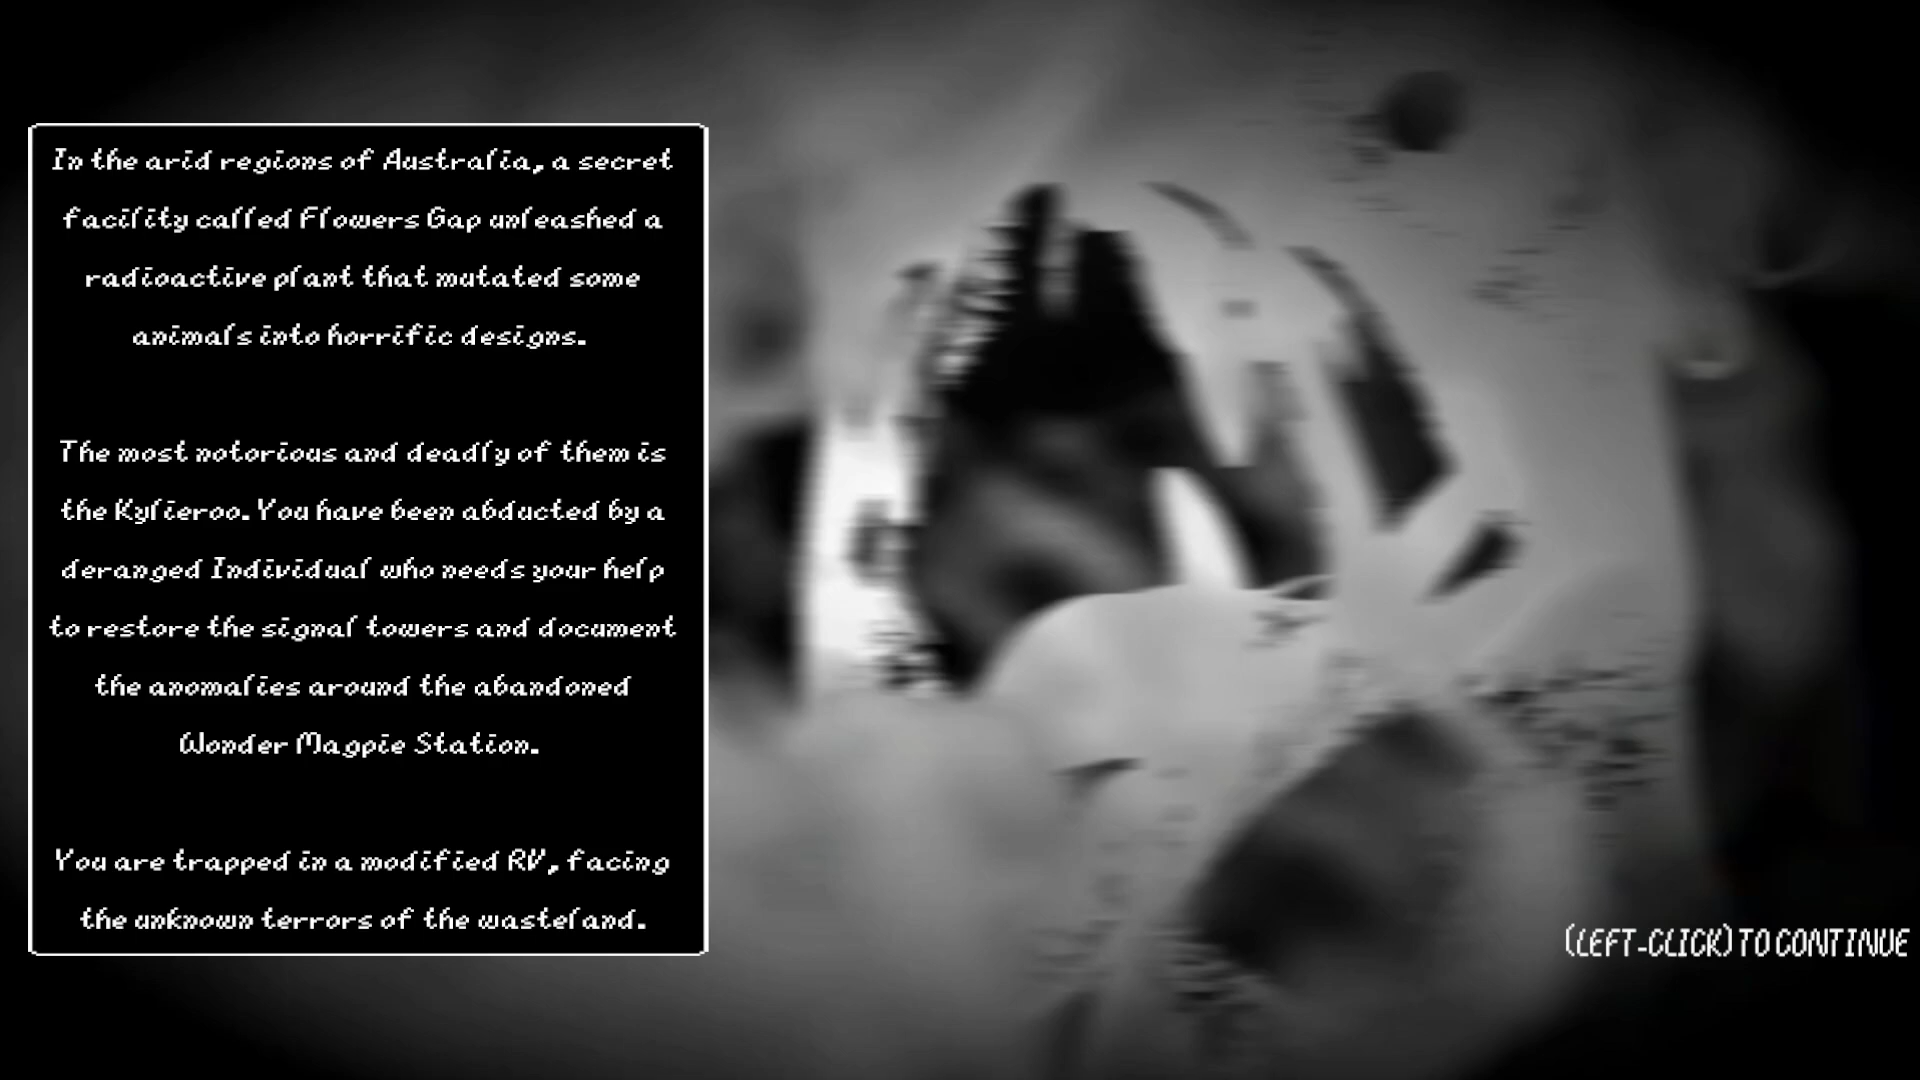 In the arid regions of Australia, a secret
facility called Flowers Gap unleashed a
radioactive plant that mutated some
animals into horrific designs.
The most notorious and deadly of them is
the Kylieroo. You have been abducted by a
deranged Individual who needs your help
to restore the signal towers and document
the anomalies around the abandoned
Wonder Magpie Station.
You are trapped in a modified RV, facing
the unknown terrors of the wasteland.
(LEFT-CLICK) TO CONTINUE